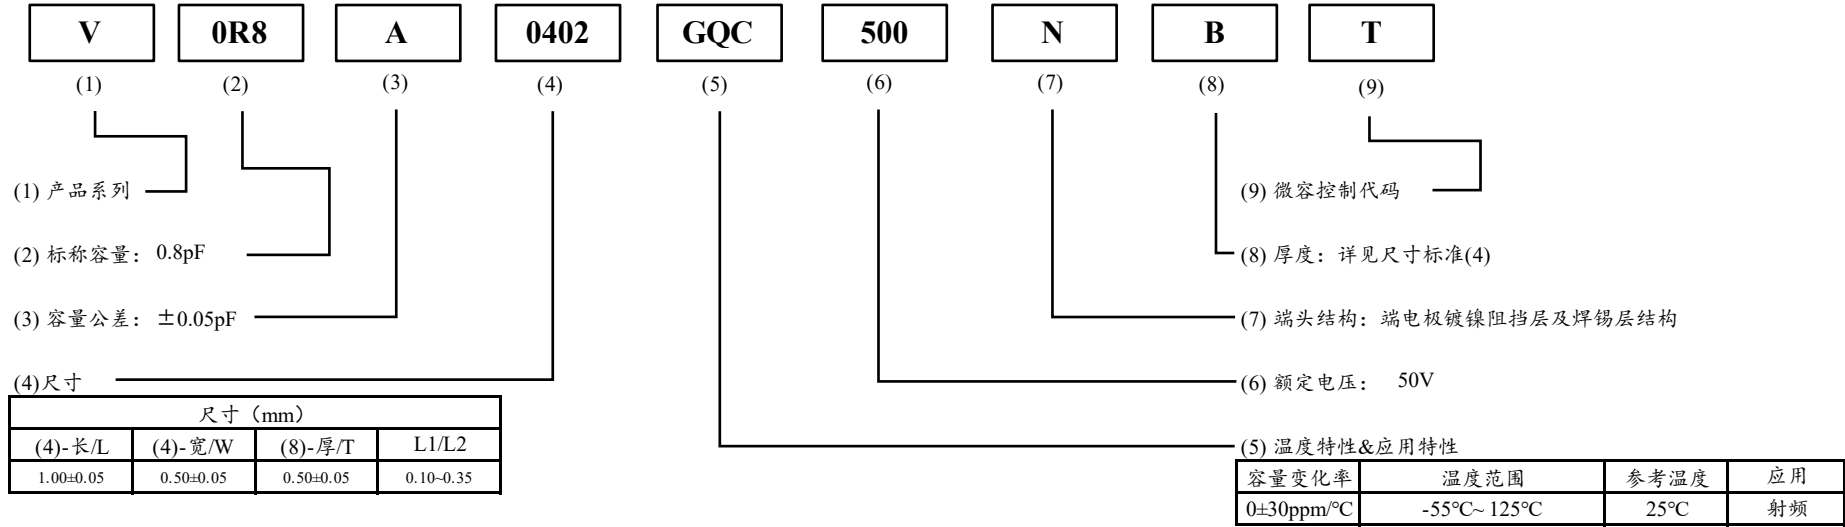 V 0R8 A 0402 GQC 500 N B T
(1) (2) (3) (4) (5) (6) (7) (8) (9)
(1) 产品系列
(9) 微容控制代码
(2) 标称容量： 0.8pF
(8) 厚度：详见尺寸标准(4)
(3) 容量公差： ±0.05pF
(7) 端头结构：端电极镀镍阻挡层及焊锡层结构
(4)尺寸
(6) 额定电压： 50V
尺寸（mm）
(4)-长/L (4)-宽/W (8)-厚/T L1/L2
1.00±0.05 0.50±0.05 0.50±0.05 0.10~0.35
(5) 温度特性&应用特性
容量变化率 温度范围 参考温度 应用
0±30ppm/℃ -55℃~ 125℃ 25℃ 射频